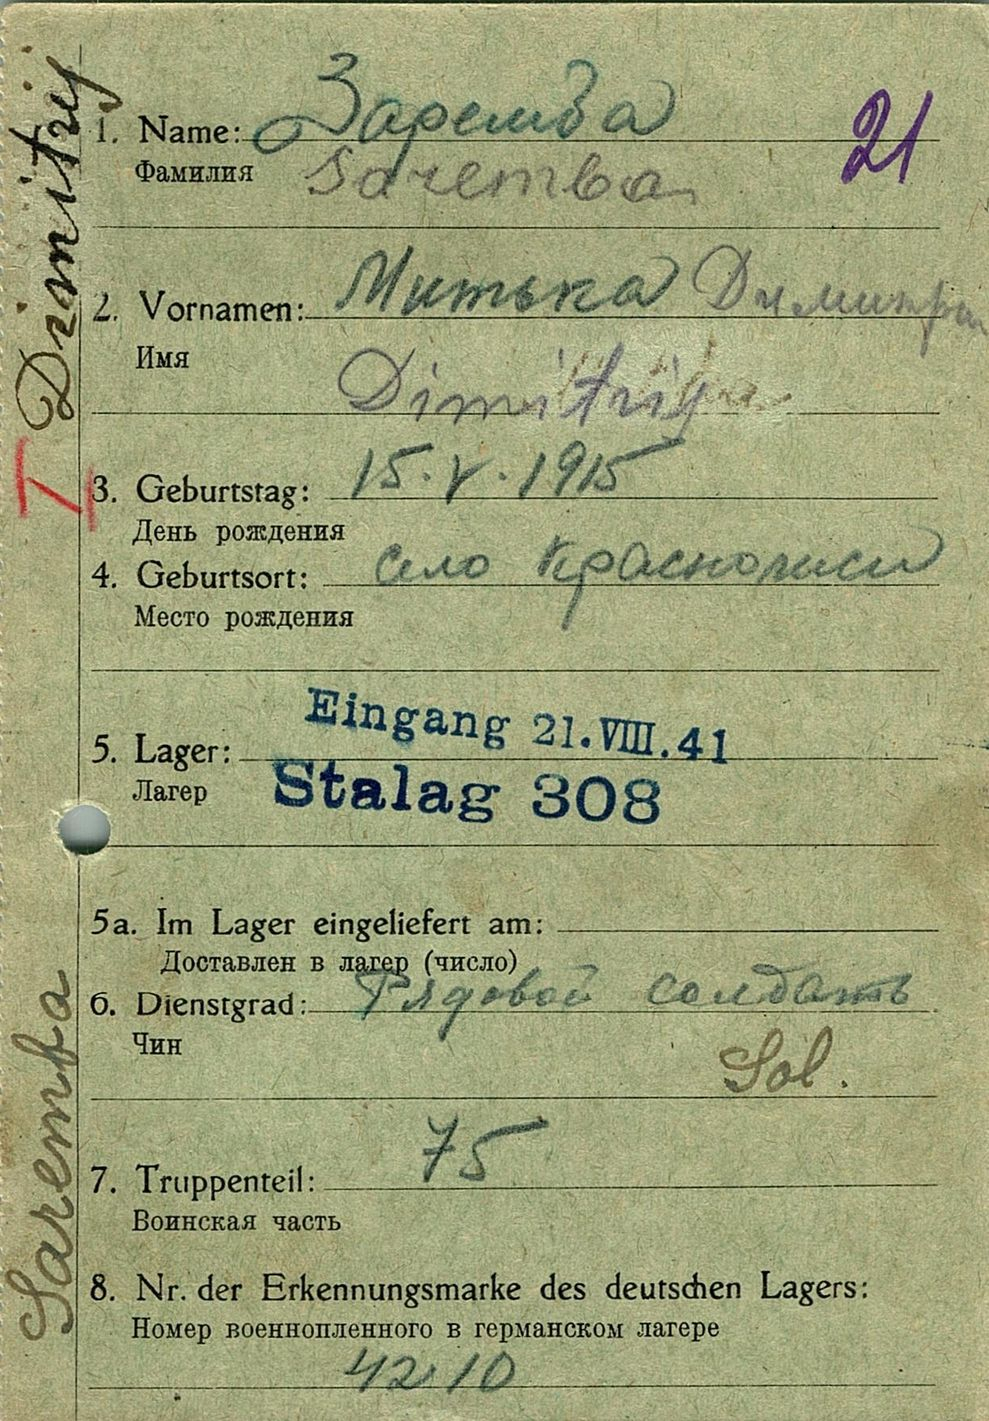 Dimitrij
1. Name: Заремба 21
Фамилия Saremba
2. Vornamen: Митька Димитри
Имя
Dimitrij
3. Geburtstag: 15.V.1915
День рождения
4. Geburtsort: село
Место рождения
Eingang 21.VIII.41
5. Lager:
Лагер Stalag 308
5a. Im Lager eingeliefert am:
Доставлен в лагер (число)
6. Dienstgrad: Рядовой солдать
Чин
Sol.
7. Truppenteil: 75
Воинская часть
8. Nr. der Erkennungsmarke des deutschen Lagers:
Номер военнопленного в германском лагере
4210
Saremba